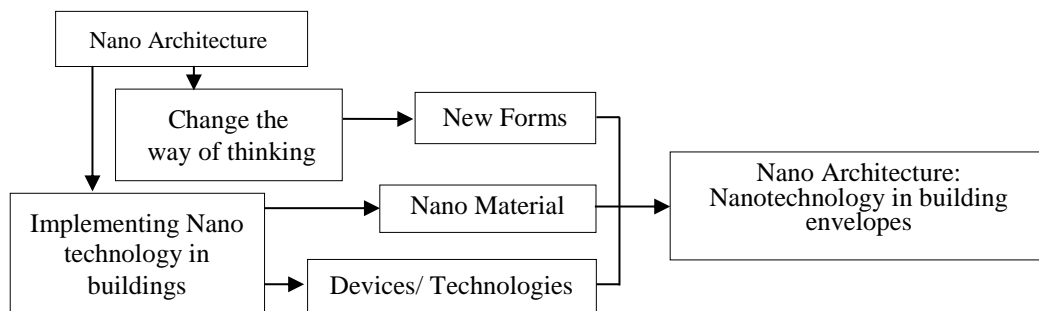 Nano Architecture
Change the
way of thinking
New Forms
Nano Architecture:
Nanotechnology in building
envelopes
Implementing Nano
technology in
buildings
Nano Material
Devices/ Technologies